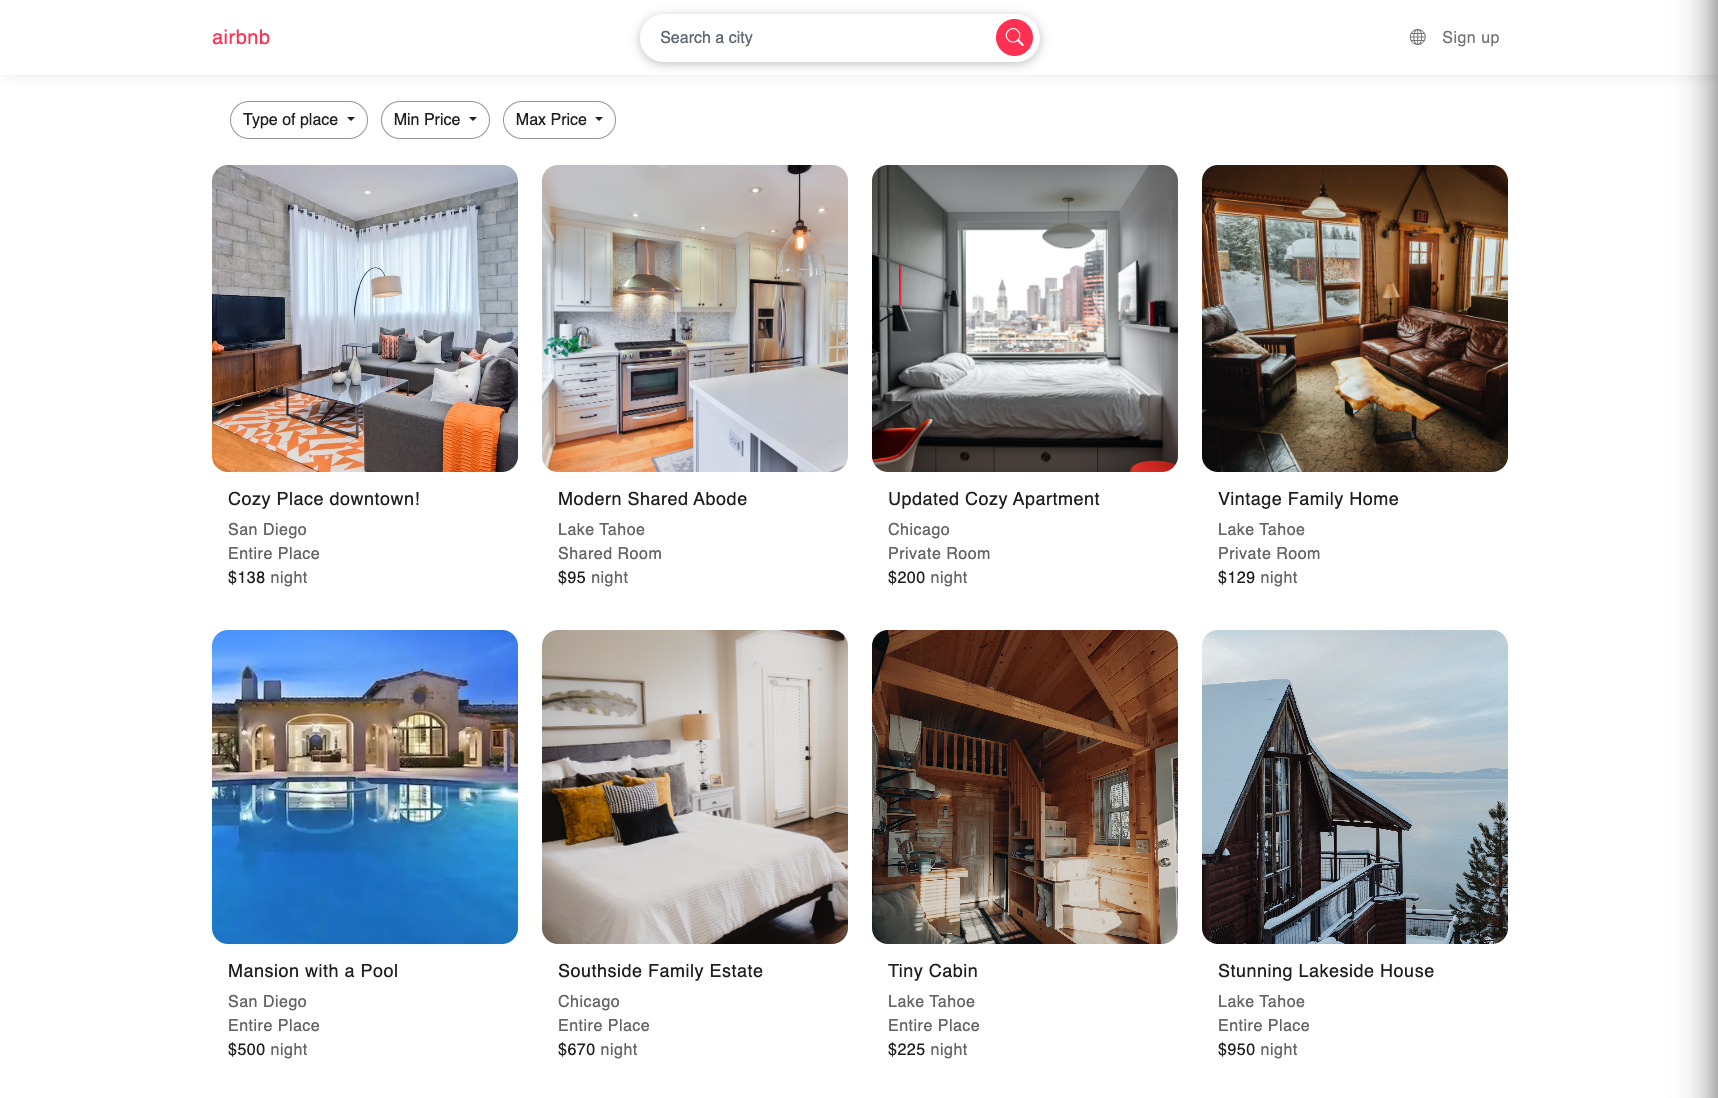 airbnb
Search a city
Sign up
Type of place
Min Price
Max Price
Cozy Place downtown!
San Diego
Entire Place
$138 night
Modern Shared Abode
Lake Tahoe
Shared Room
$95 night
Updated Cozy Apartment
Chicago
Private Room
$200 night
Vintage Family Home
Lake Tahoe
Private Room
$129 night
Mansion with a Pool
San Diego
Entire Place
$500 night
Southside Family Estate
Chicago
Entire Place
$670 night
Tiny Cabin
Lake Tahoe
Entire Place
$225 night
Stunning Lakeside House
Lake Tahoe
Entire Place
$950 night